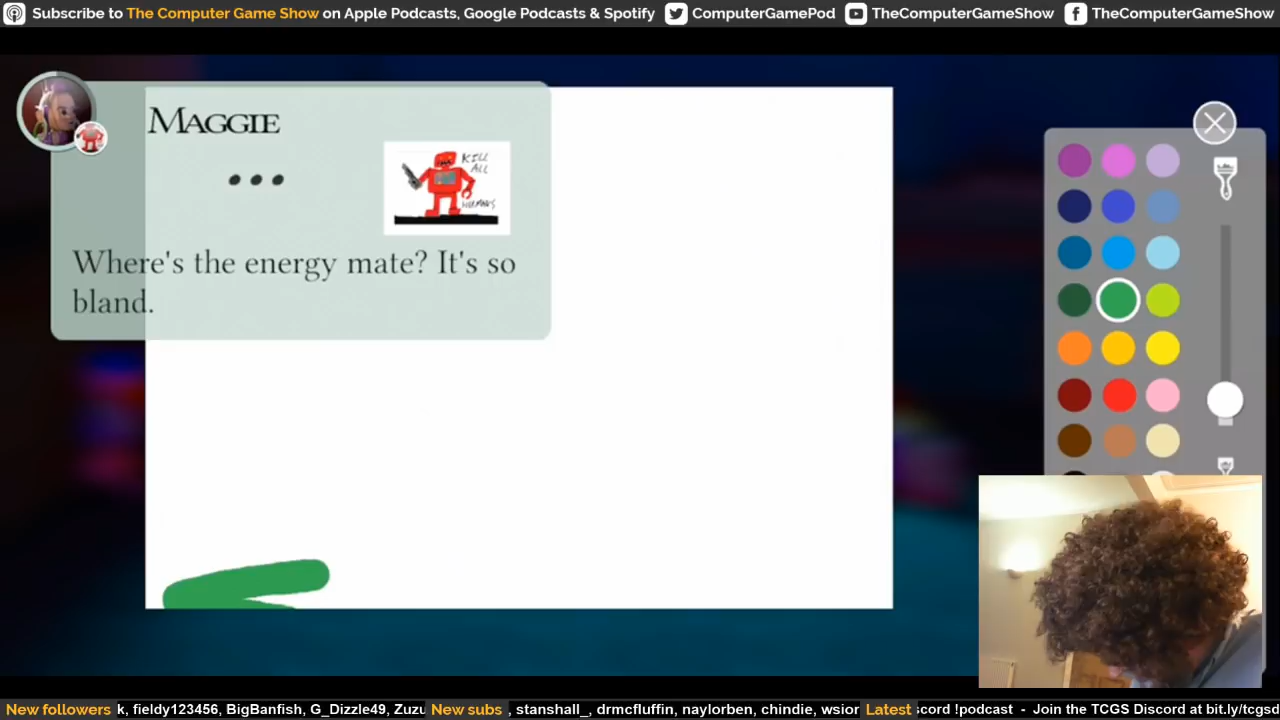 Subscribe to The Computer Game Show on Apple Podcasts, Google Podcasts & Spotify ComputerGamePod TheComputerGameShow TheComputerGameShow
MAGGIE
...
KILL
ALL
HUMANS
Where's the energy mate? It's so
bland.
New followers k, fieldy123456, BigBanfish, G_Dizzle49, Zuzu New subs , stanshall_, drmcfluffin, naylorben, chindie, wsior Latest cord !podcast - Join the TCGS Discord at bit.ly/tcgsd